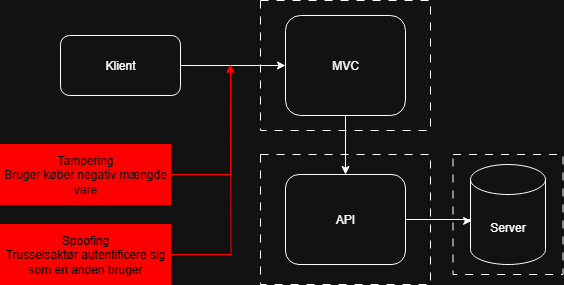 Klient
MVC
Tampering
Bruger køber negativ mængde
vare
API
Spoofing
Trusselsaktør autentificere sig
som en anden bruger
Server